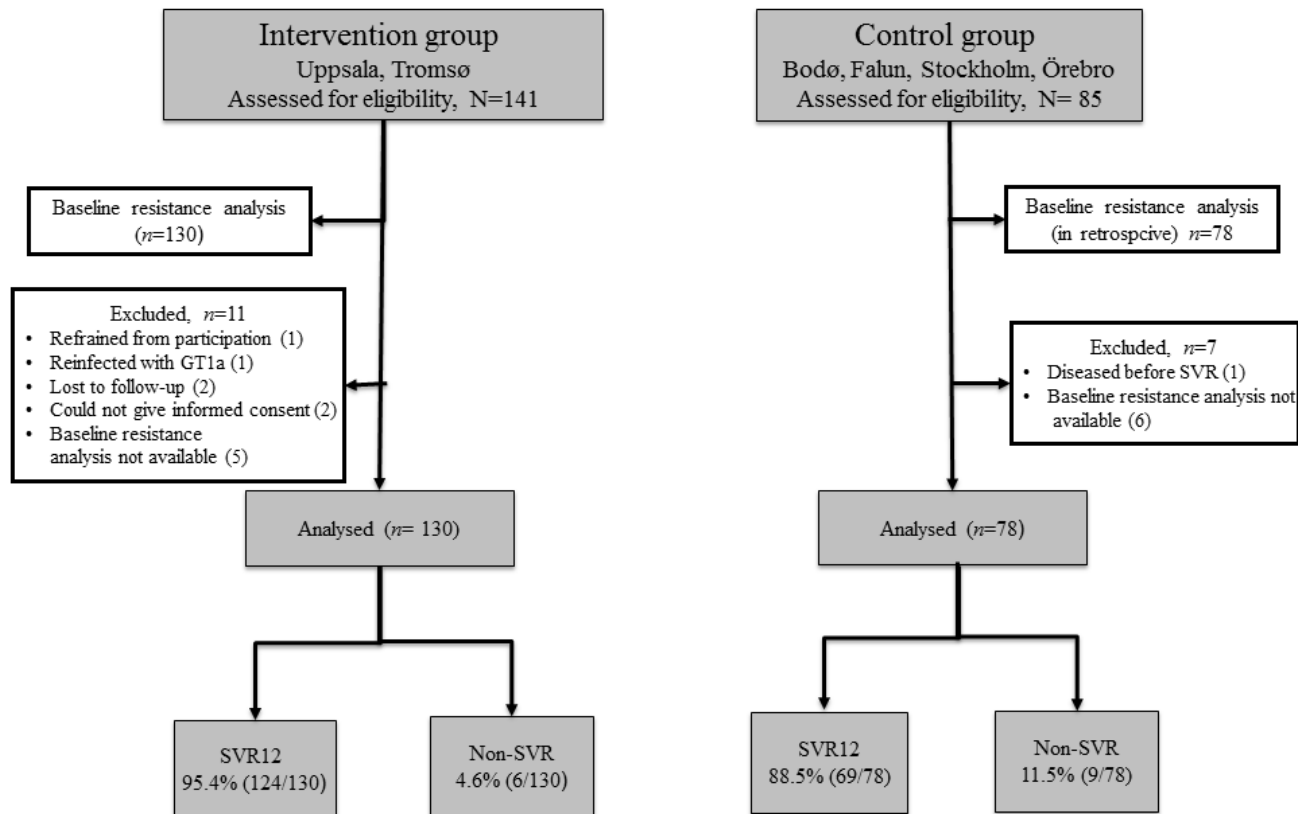 Intervention group
Uppsala, Tromsø
Assessed for eligibility, N=141
Baseline resistance analysis
(n=130)
Excluded, n=11
• Refrained from participation (1)
• Reinfected with GT1a (1)
• Lost to follow-up (2)
• Could not give informed consent (2)
• Baseline resistance
analysis not available (5)
Analysed (n= 130)
SVR12
95.4% (124/130)
Non-SVR
4.6% (6/130)
Control group
Bodø, Falun, Stockholm, Örebro
Assessed for eligibility, N= 85
Baseline resistance analysis
(in retrospcive) n=78
Excluded, n=7
• Diseased before SVR (1)
• Baseline resistance analysis not
available (6)
Analysed (n=78)
SVR12
88.5% (69/78)
Non-SVR
11.5% (9/78)